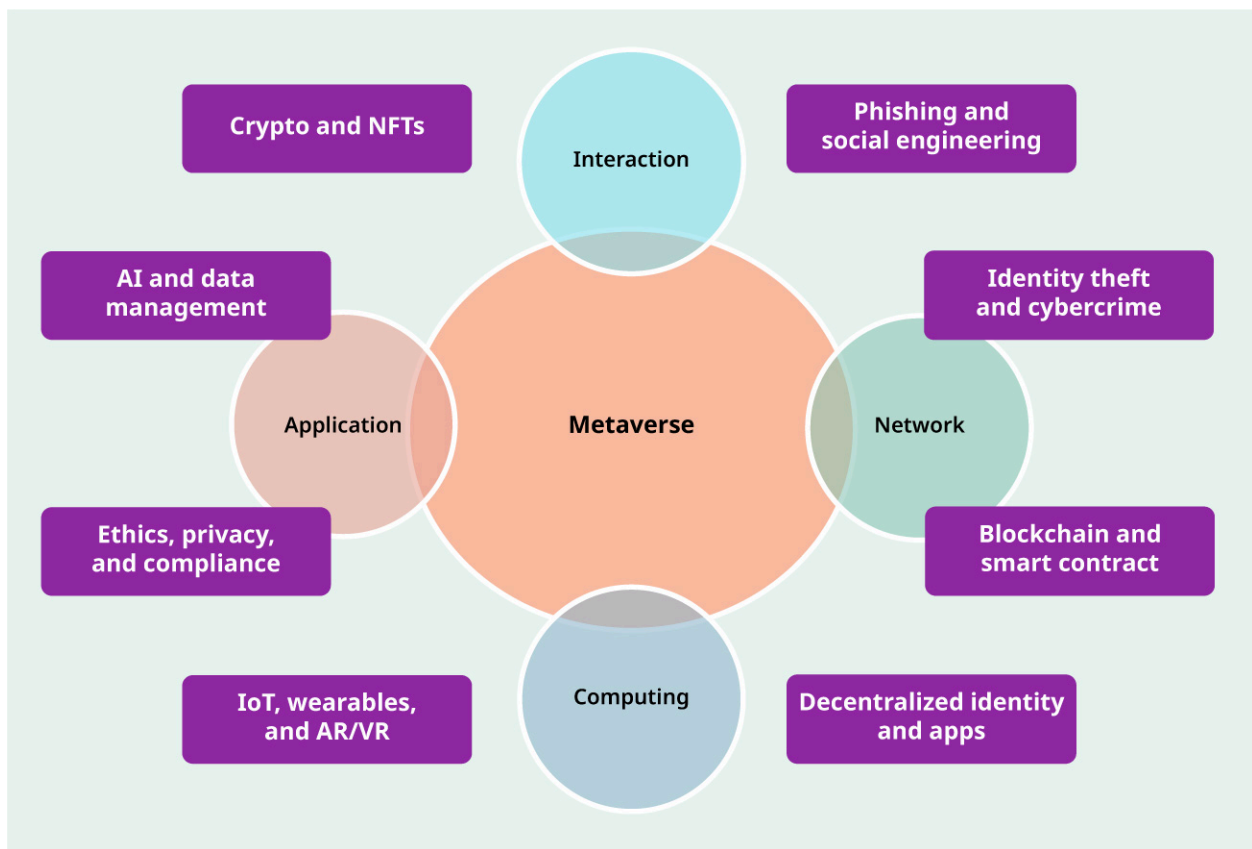 Crypto and NFTs
Phishing and
social engineering
Interaction
AI and data
management
Identity theft
and cybercrime
Application
Metaverse
Network
Ethics, privacy,
and compliance
Blockchain and
smart contract
IoT, wearables,
and AR/VR
Computing
Decentralized identity
and apps